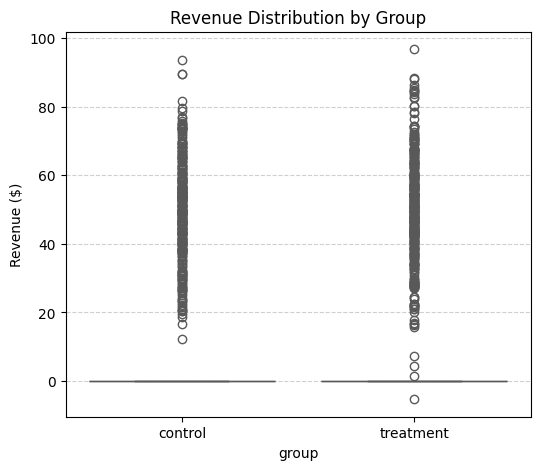 Revenue Distribution by Group
100
80
60
40
20
0
Revenue ($)
control treatment
group